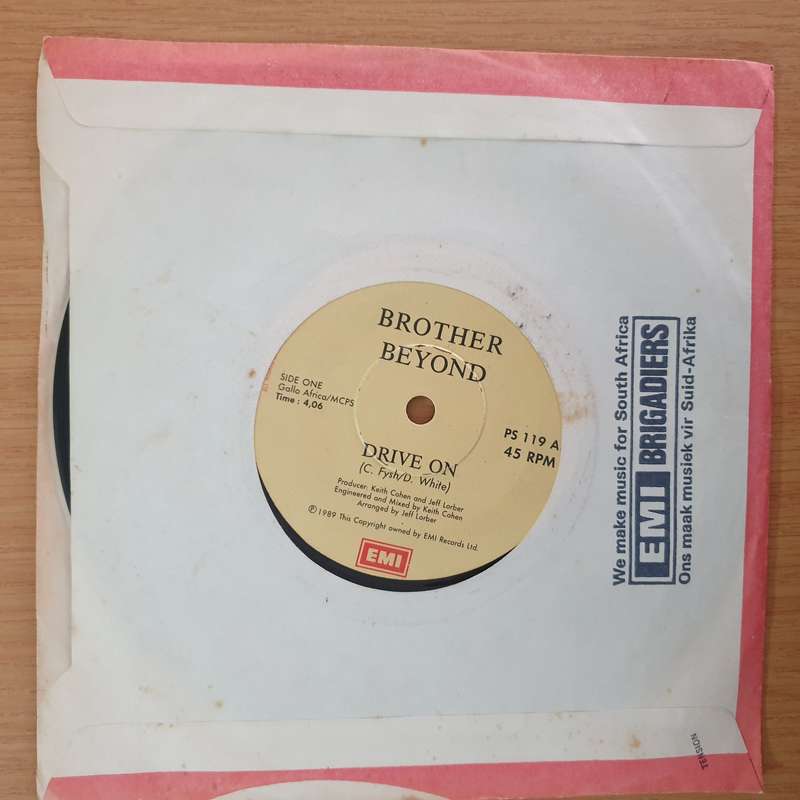 BROTHER
BEYOND
SIDE ONE
Gallo Africa/MCPS
Time : 4,06
PS 119 A
45 RPM
DRIVE ON
(C. Fysh/D. White)
Producer: Keith Cohen and Jeff Lorber
Engineered and Mixed by Keith Cohen
Arranged by Jeff Lorber
℗ 1989 This Copyright owned by EMI Records Ltd.
EMI
We make music for South Africa
EMI BRIGADIERS
Ons maak musiek vir Suid-Afrika
TENSION